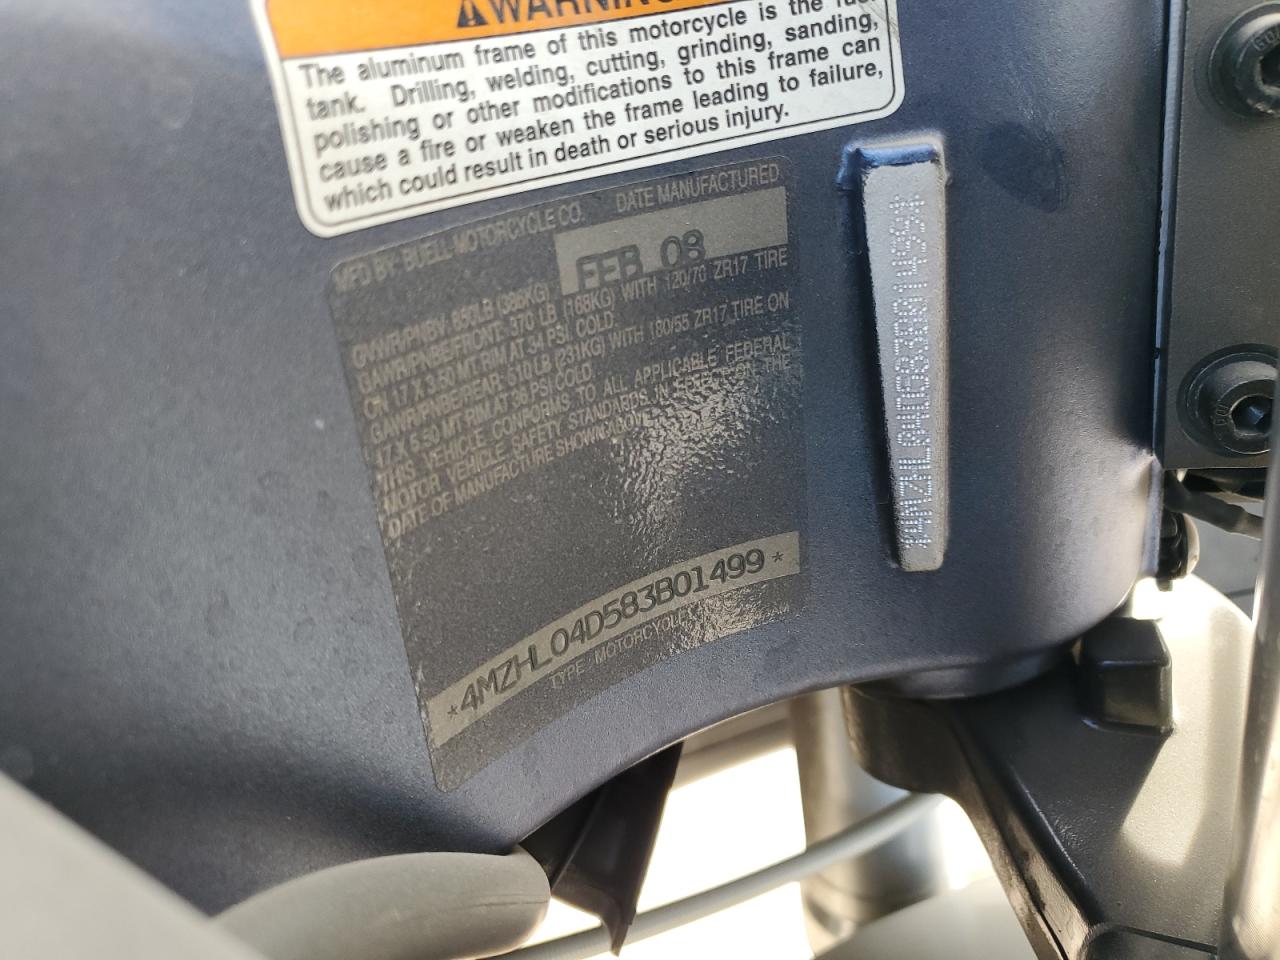 WARNING
The aluminum frame of this motorcycle is the fuel
tank. Drilling, welding, cutting, grinding, sanding,
polishing or other modifications to this frame can
cause a fire or weaken the frame leading to failure,
which could result in death or serious injury.
MFD BY: BUELL MOTORCYCLE CO. DATE MANUFACTURED
FEB 08
GVWR/PNBV: 850LB (386KG)
GAWR/PNBE FRONT: 370 LB (168KG) WITH 120/70 ZR17 TIRE
ON 17 X 3.50 MT RIM AT 34 PSI, COLD.
GAWR/PNBE REAR: 510 LB (231KG) WITH 180/55 ZR17 TIRE ON
17 X 5.50 MT RIM AT 36 PSI COLD.
THIS VEHICLE CONFORMS TO ALL APPLICABLE FEDERAL
MOTOR VEHICLE SAFETY STANDARDS IN EFFECT ON THE
DATE OF MANUFACTURE SHOWN ABOVE.
*4MZHL04D583B01499*
TYPE MOTORCYCLE